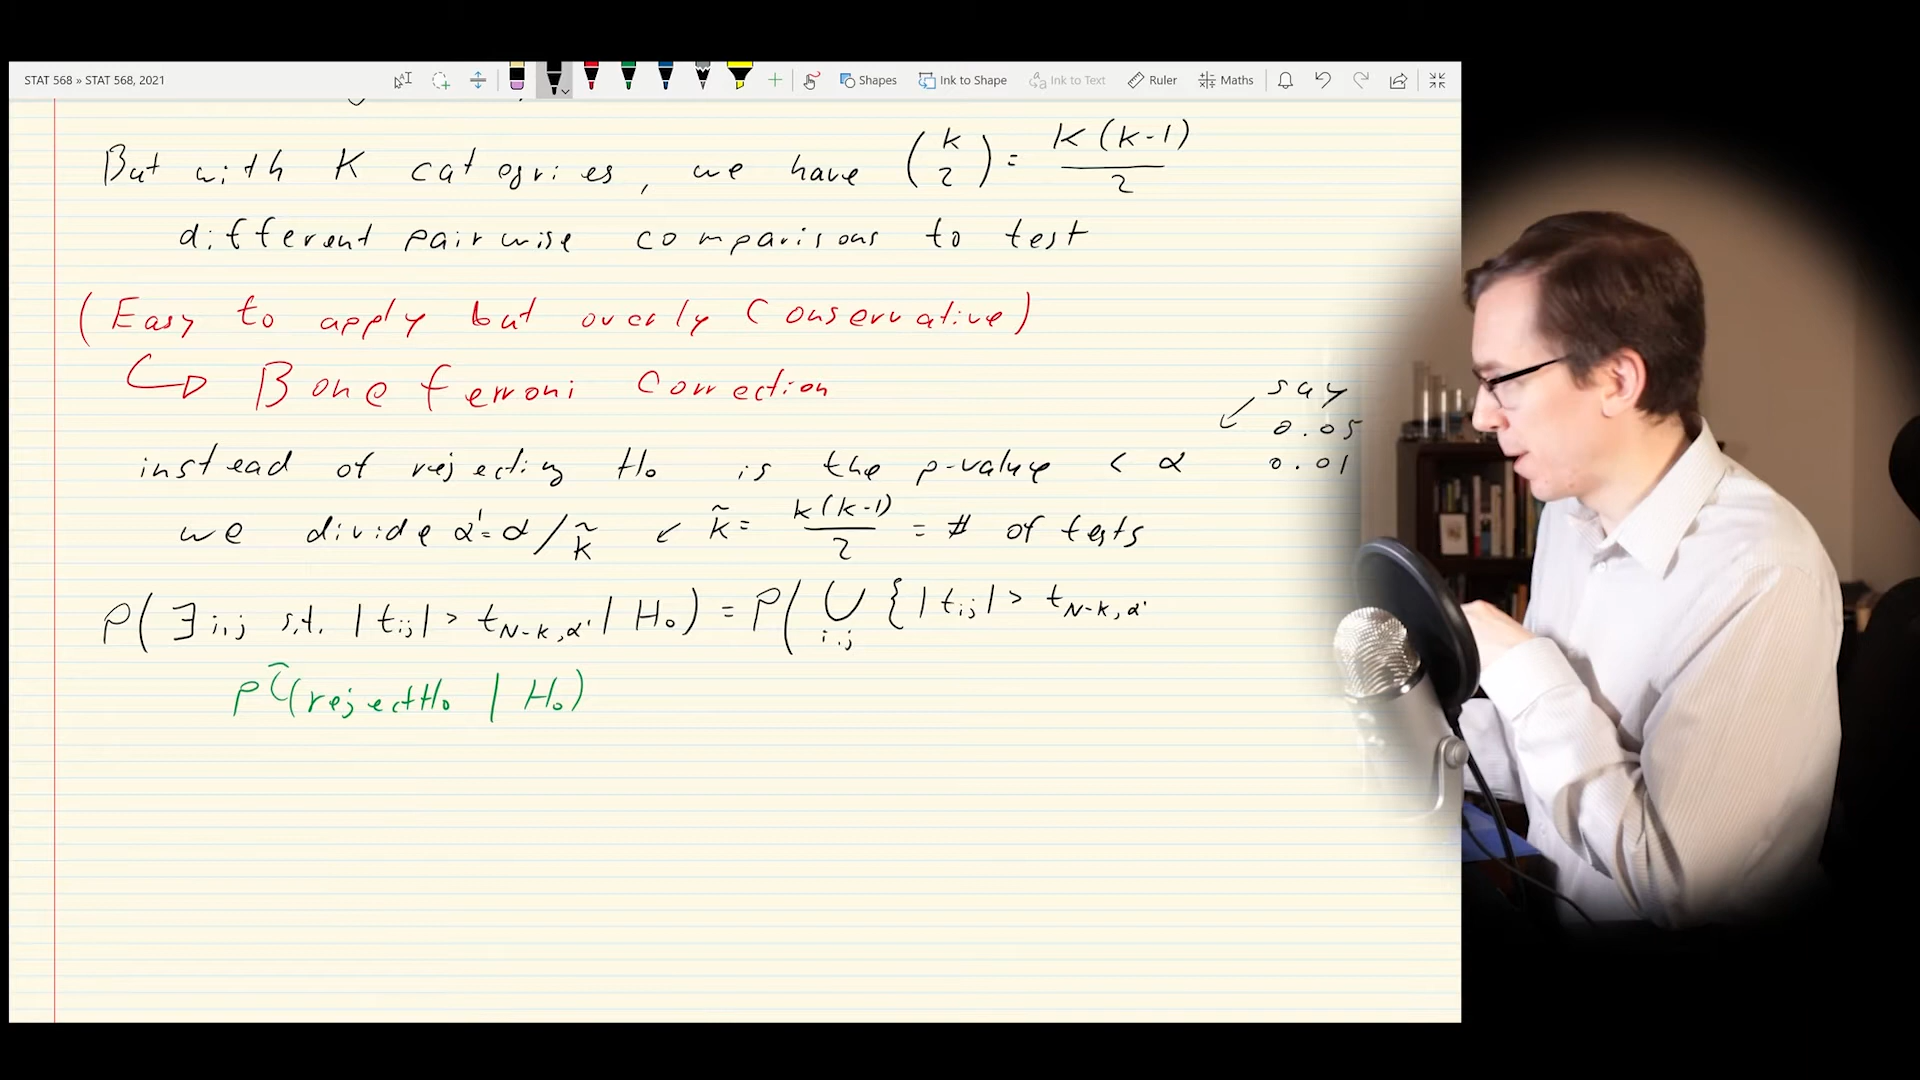 STAT 568 » STAT 568, 2021
Shapes Ink to Shape Ink to Text Ruler Maths
But with K categries, we have (k 2) = K(k-1)/2
different pairwise comparisons to test
(Easy to apply but overly Conservative)
↳ Boneferroni Correction
say
0.05
instead of rejecting H₀ is the p-value < α 0.01
we divide α' = α/k̃ ↙ k̃ = k(k-1)/2 = # of tests
P(∃ i,j s.t. |tᵢⱼ| > t_{N-k,α'} | H₀) = P(⋃_{i,j} {|tᵢⱼ| > t_{N-k,α'}
P(reject H₀ | H₀)